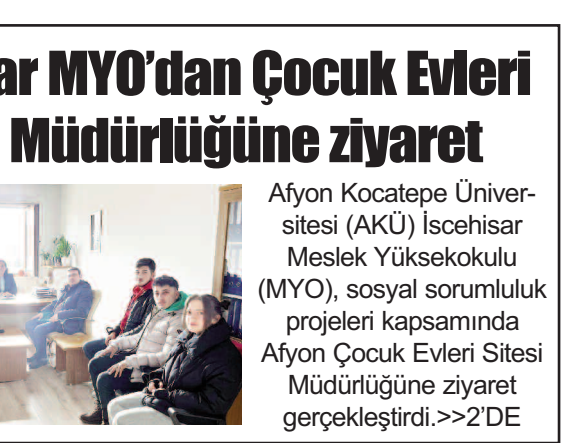 MYO’dan Çocuk Evleri
Müdürlüğüne ziyaret
Afyon Kocatepe Üniver-
sitesi (AKÜ) İscehisar
Meslek Yüksekokulu
(MYO), sosyal sorumluluk
projeleri kapsamında
Afyon Çocuk Evleri Sitesi
Müdürlüğüne ziyaret
gerçekleştirdi.>>2’DE